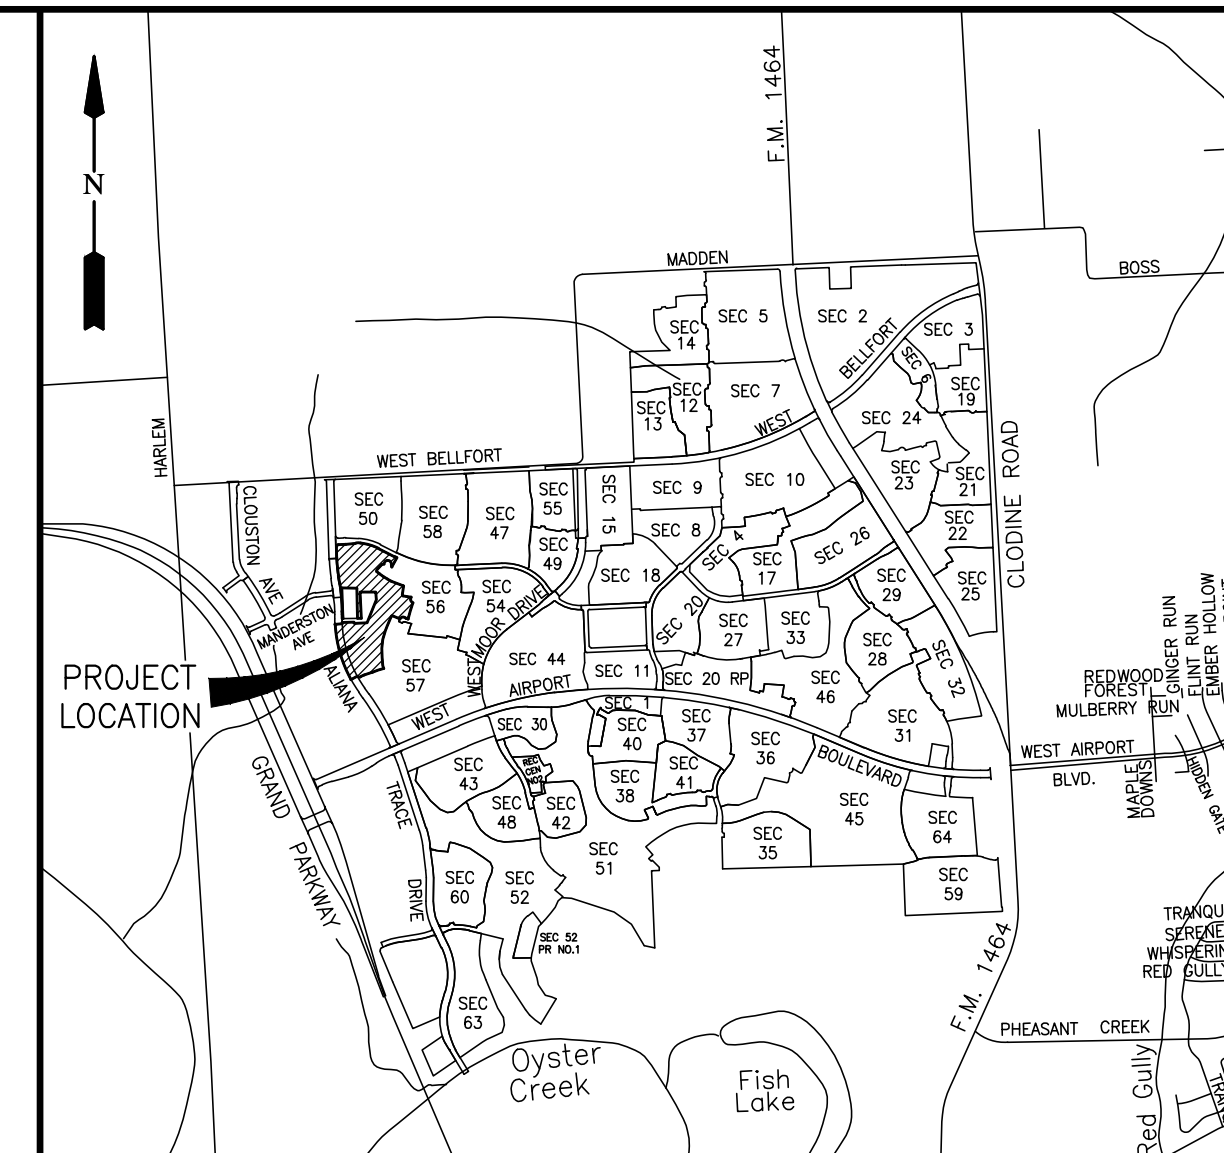 F.M. 1464
N
MADDEN
BOSS
SEC 5
SEC 2
SEC
14
BELLFORT
SEC 3
SEC 6
SEC 7
SEC
12
SEC
19
SEC
13
WEST
SEC 24
HARLEM
WEST BELLFORT
CLODINE ROAD
SEC
23
SEC
21
SEC 10
SEC 9
SEC 15
SEC
55
SEC
50
SEC
58
SEC
47
CLOUSTON AVE
SEC 8
SEC 4
SEC 26
SEC
22
SEC
49
SEC
17
SEC 18
SEC
29
SEC
25
SEC
56
SEC
54
WESTMOOR DRIVE
SEC 20
SEC
27
SEC
33
MANDERSTON
AVE
SEC
28
SEC 32
GINGER RUN
FLINT RUN
EMBER HOLLOW
PROJECT
LOCATION
SEC
57
SEC 44
SEC 11
SEC 20 RP
SEC
46
REDWOOD
FOREST
MULBERRY RUN
ALIANA
WEST
AIRPORT
SEC 1
SEC 30
SEC
40
SEC
37
SEC
36
SEC
31
BOULEVARD
WEST AIRPORT
BLVD.
MAPLE
DOWNS
HIDDEN GATE
GRAND
SEC
43
REC
CEN
NO2
SEC
38
SEC
41
TRACE
SEC
48
SEC
42
SEC
45
SEC
64
SEC
35
SEC
51
PARKWAY
DRIVE
SEC
60
SEC
52
SEC
59
SEC 52
PR NO.1
TRANQU
SERENE
WHISPERIN
RED GULLY
F.M. 1464
SEC
63
PHEASANT CREEK
Oyster
Creek
Fish
Lake
Red Gully